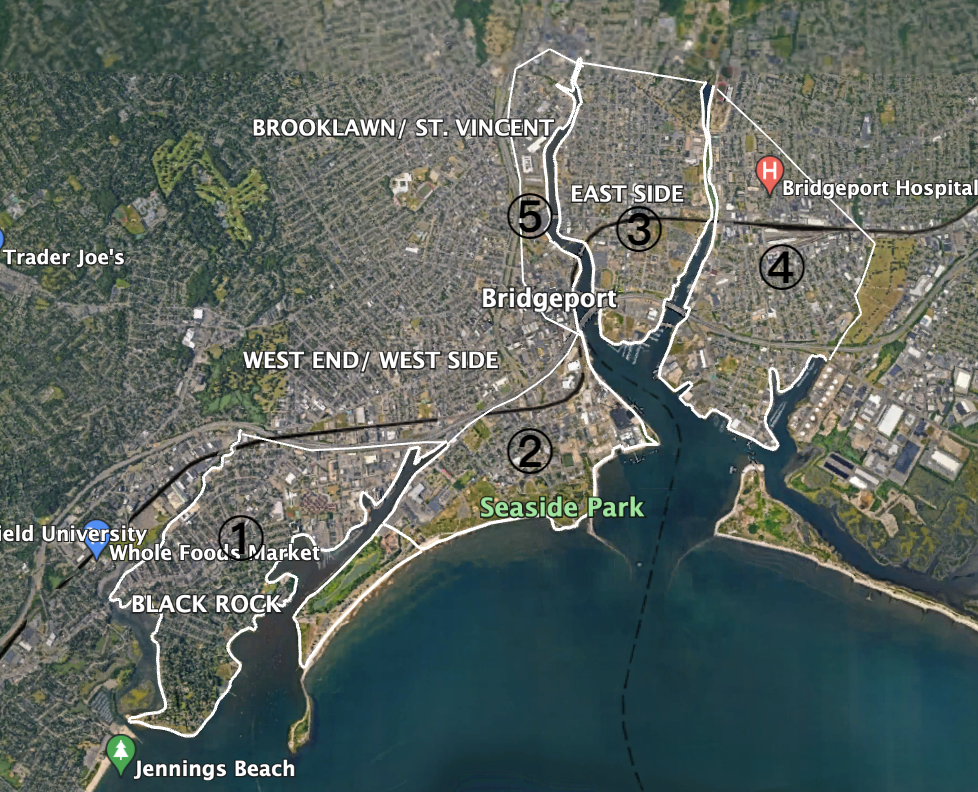 BROOKLAWN/ ST. VINCENT
H
Bridgeport Hospital
EAST SIDE
⑤
③
Trader Joe's
④
Bridgeport
WEST END/ WEST SIDE
②
Seaside Park
ield University
①
Whole Foods Market
BLACK ROCK
Jennings Beach